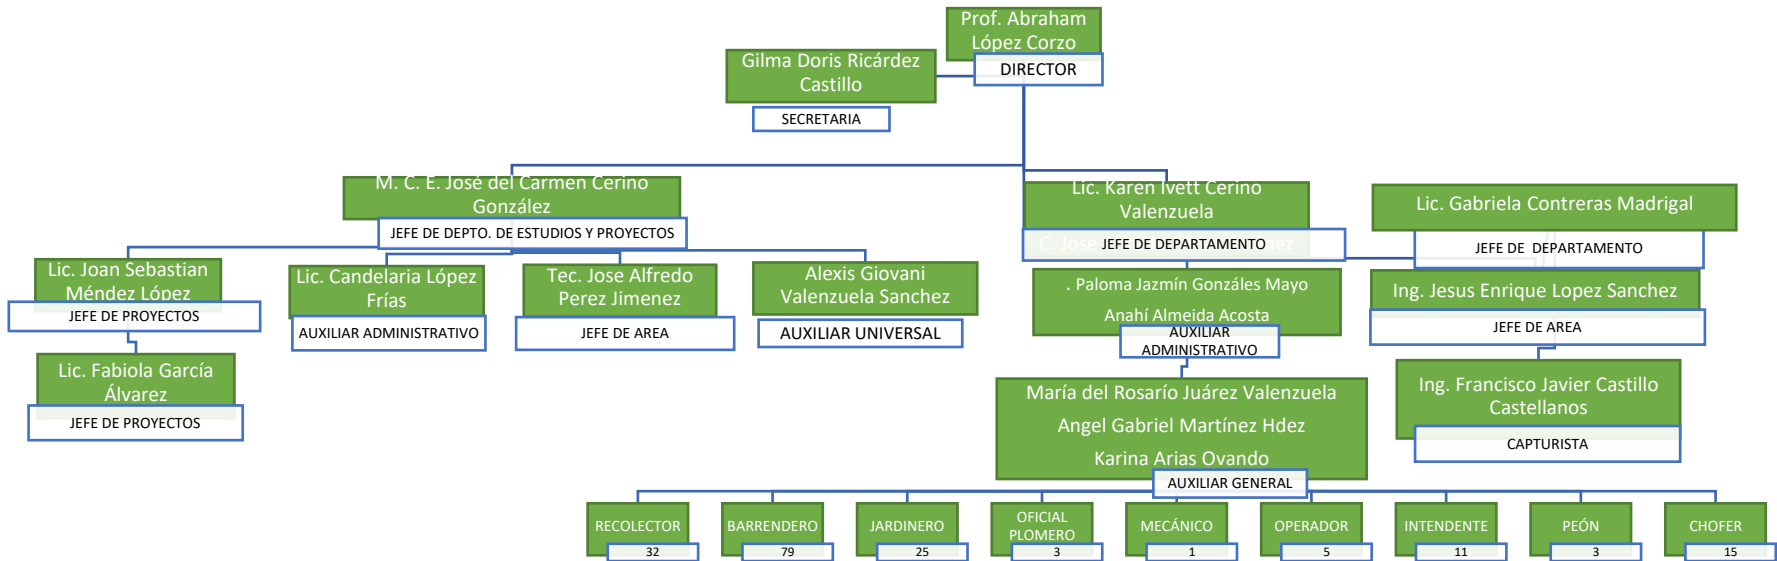 Prof. Abraham
López Corzo
DIRECTOR
Gilma Doris Ricárdez
Castillo
SECRETARIA
M. C. E. José del Carmen Cerino
González
JEFE DE DEPTO. DE ESTUDIOS Y PROYECTOS
Lic. Karen Ivett Cerino
Valenzuela
C. Jose
JEFE DE DEPARTAMENTO
Lic. Gabriela Contreras Madrigal
JEFE DE DEPARTAMENTO
Lic. Joan Sebastian
Méndez López
JEFE DE PROYECTOS
Lic. Candelaria López
Frías
AUXILIAR ADMINISTRATIVO
Tec. Jose Alfredo
Perez Jimenez
JEFE DE AREA
Alexis Giovani
Valenzuela Sanchez
AUXILIAR UNIVERSAL
. Paloma Jazmín Gonzáles Mayo
Anahí Almeida Acosta
AUXILIAR
ADMINISTRATIVO
Ing. Jesus Enrique Lopez Sanchez
JEFE DE AREA
Lic. Fabiola García
Álvarez
JEFE DE PROYECTOS
María del Rosarío Juárez Valenzuela
Angel Gabriel Martínez Hdez
Karina Arias Ovando
AUXILIAR GENERAL
Ing. Francisco Javier Castillo
Castellanos
CAPTURISTA
RECOLECTOR
32
BARRENDERO
79
JARDINERO
25
OFICIAL
PLOMERO
3
MECÁNICO
1
OPERADOR
5
INTENDENTE
11
PEÓN
3
CHOFER
15